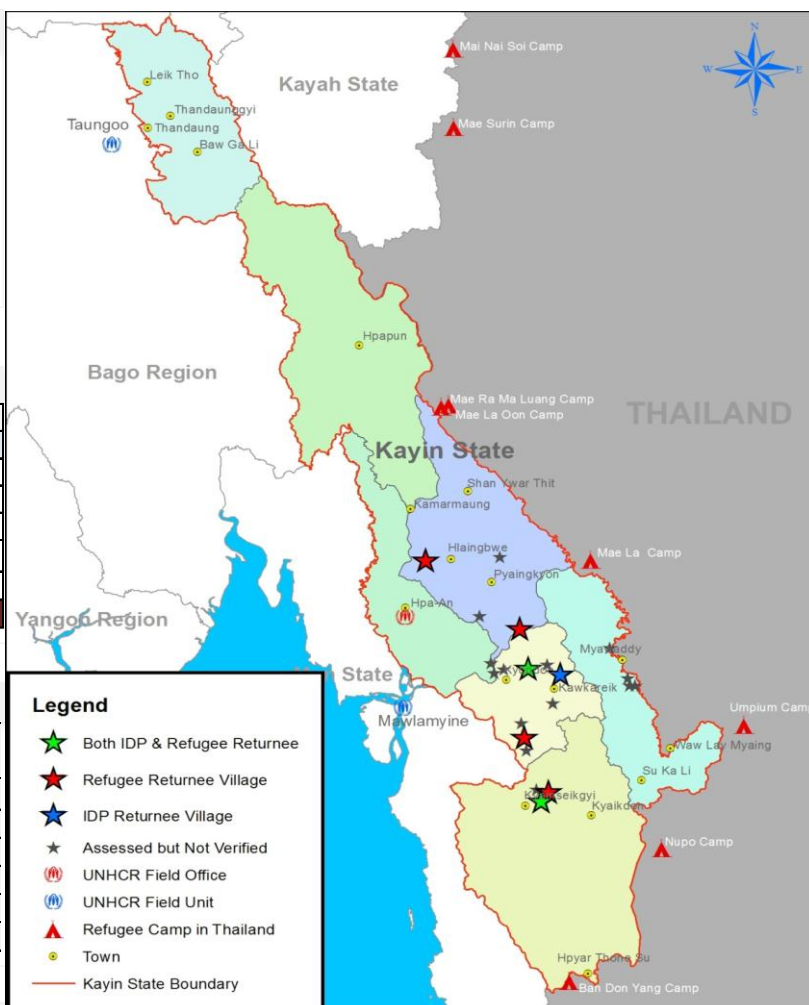 Mai Nai Soi Camp
N
W
E
S
Leik Tho
Kayah State
Thandaunggyi
Taungoo
Thandaung
Mae Surin Camp
Baw Ga Li
Hpapun
Bago Region
Mae Ra Ma Luang Camp
Mae La Oon Camp
THAILAND
Kayin State
Shan Ywar Thit
Kamarmaung
Hlaingbwe
Mae La Camp
Pyaingkyon
Hpa-An
Yangon Region
State
Kawkareik
Mawlamyine
Umpium Camp
Waw Lay Myaing
Su Ka Li
Kyaikdon
Nupo Camp
Hpyar Thone Su
Ban Don Yang Camp
Legend
Both IDP & Refugee Returnee
Refugee Returnee Village
IDP Returnee Village
Assessed but Not Verified
UNHCR Field Office
UNHCR Field Unit
Refugee Camp in Thailand
Town
Kayin State Boundary